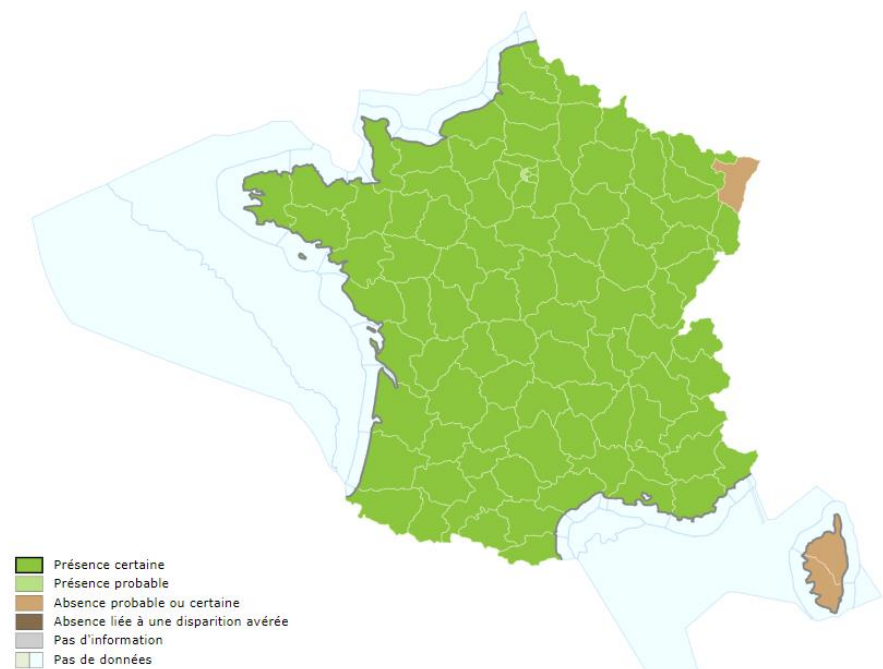 Présence certaine
Présence probable
Absence probable ou certaine
Absence liée à une disparition avérée
Pas d'information
Pas de données